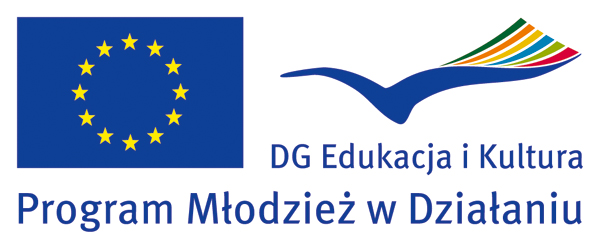 DG Edukacja i Kultura
Program Młodzież w Działaniu